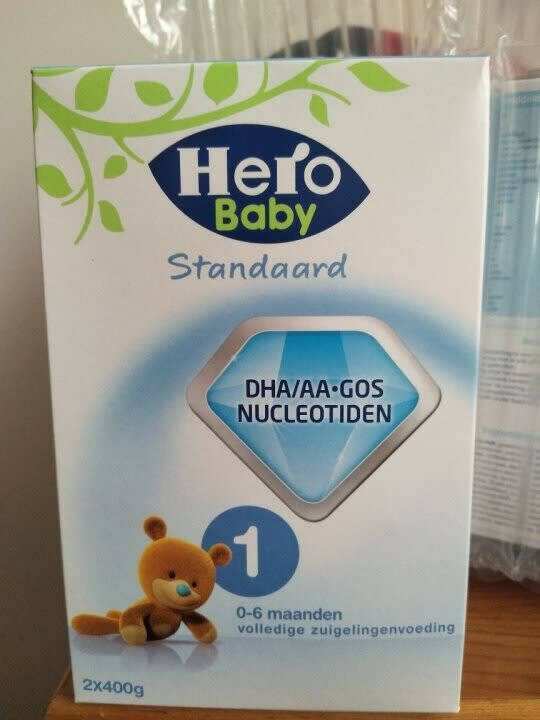 Hero
Baby
Standaard
DHA/AA•GOS
NUCLEOTIDEN
1
0-6 maanden
volledige zuigelingenvoeding
2X400g